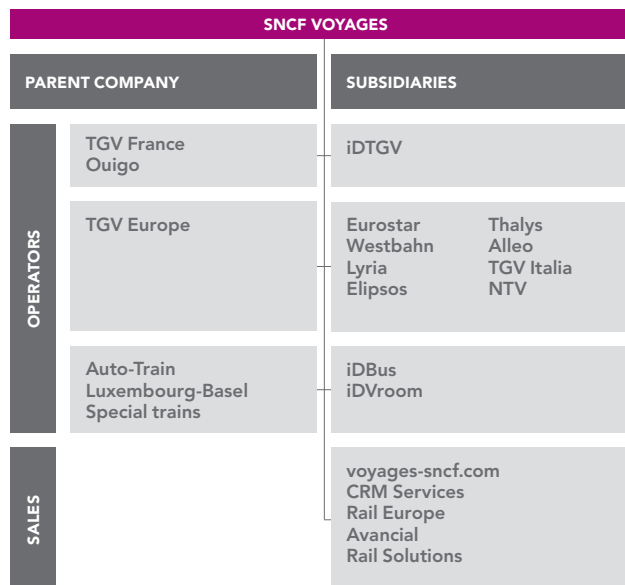 SNCF VOYAGES
PARENT COMPANY
SUBSIDIARIES
OPERATORS
TGV France
Ouigo
iDTGV
TGV Europe
Eurostar
Westbahn
Lyria
Elipsos
Thalys
Alleo
TGV Italia
NTV
Auto-Train
Luxembourg-Basel
Special trains
iDBus
iDVroom
SALES
voyages-sncf.com
CRM Services
Rail Europe
Avancial
Rail Solutions